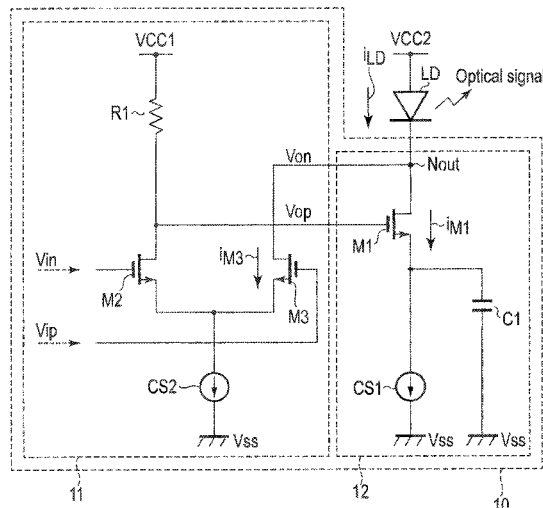 VCC1
VCC2
iLD
LD
Optical signal
R1
Von
Nout
Vop
M1
iM1
Vin
M2
iM3
M3
C1
Vip
CS2
CS1
Vss
Vss
Vss
11
12
10